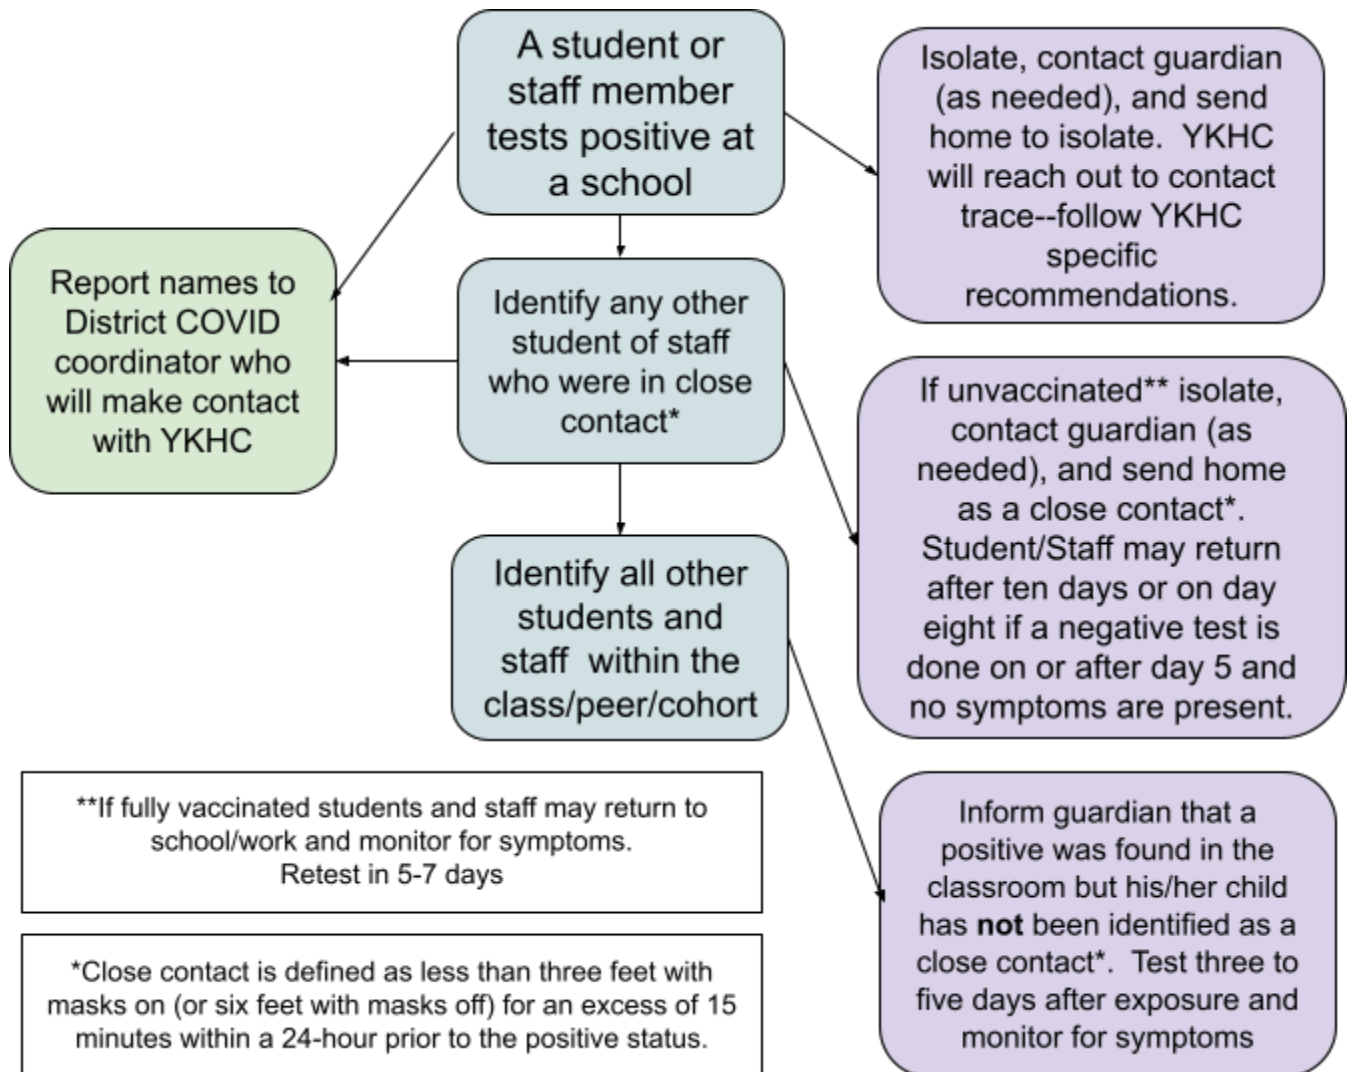 A student or
staff member
tests positive at
a school
Isolate, contact guardian
(as needed), and send
home to isolate.  YKHC
will reach out to contact
trace--follow YKHC
specific
recommendations.
Report names to
District COVID
coordinator who
will make contact
with YKHC
Identify any other
student of staff
who were in close
contact*
If unvaccinated** isolate,
contact guardian (as
needed), and send home
as a close contact*.
Student/Staff may return
after ten days or on day
eight if a negative test is
done on or after day 5 and
no symptoms are present.
Identify all other
students and
staff  within the
class/peer/cohort
Inform guardian that a
positive was found in the
classroom but his/her child
has not been identified as a
close contact*.  Test three to
five days after exposure and
monitor for symptoms
**If fully vaccinated students and staff may return to
school/work and monitor for symptoms.
Retest in 5-7 days
*Close contact is defined as less than three feet with
masks on (or six feet with masks off) for an excess of 15
minutes within a 24-hour prior to the positive status.